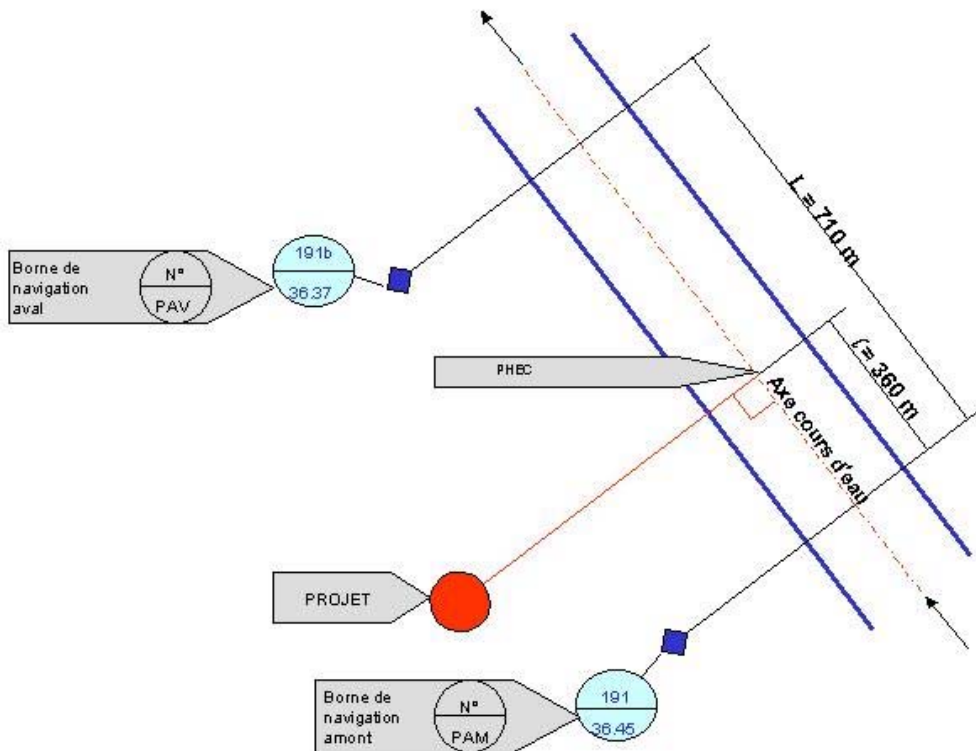 L = 710 m
191b
36.37
Borne de
navigation
aval
N°
PAV
ℓ = 360 m
PHEC
Axe cours d'eau
PROJET
191
36.45
Borne de
navigation
amont
N°
PAM